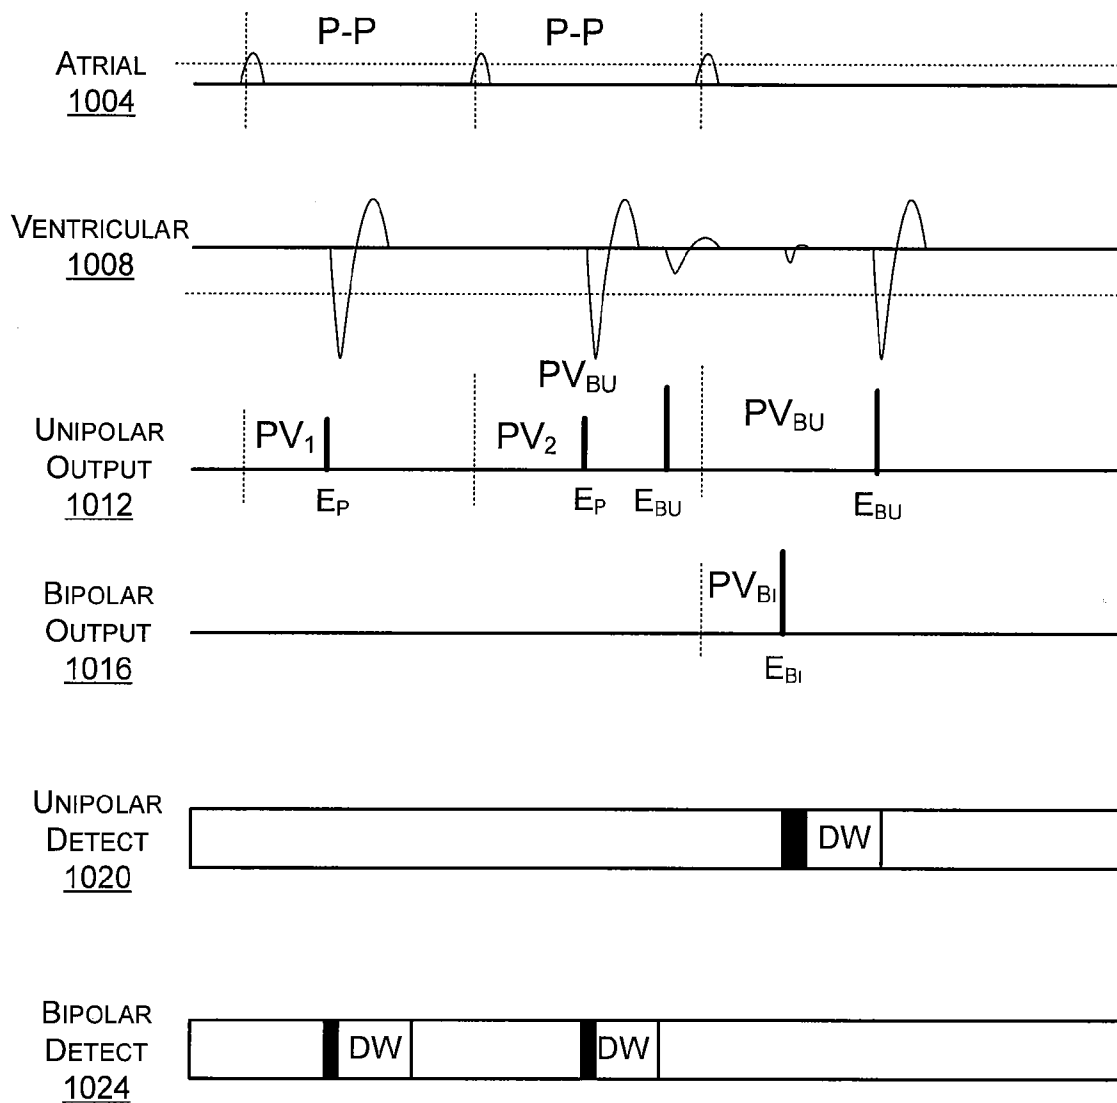 P-P P-P
ATRIAL
1004
VENTRICULAR
1008
PV_BU
UNIPOLAR
OUTPUT
1012
PV_1 PV_2 PV_BU
E_P E_P E_BU E_BU
BIPOLAR
OUTPUT
1016
PV_BI
E_BI
UNIPOLAR
DETECT
1020
DW
BIPOLAR
DETECT
1024
DW DW